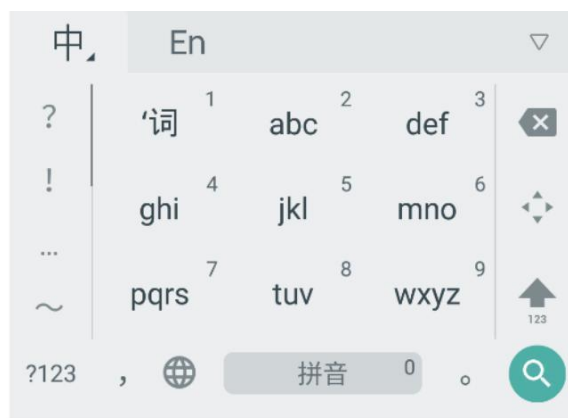 中 En
? '词 1 abc 2 def 3
!
ghi 4 jkl 5 mno 6
…
pqrs 7 tuv 8 wxyz 9
～ 123
?123 ， 拼音 0 。